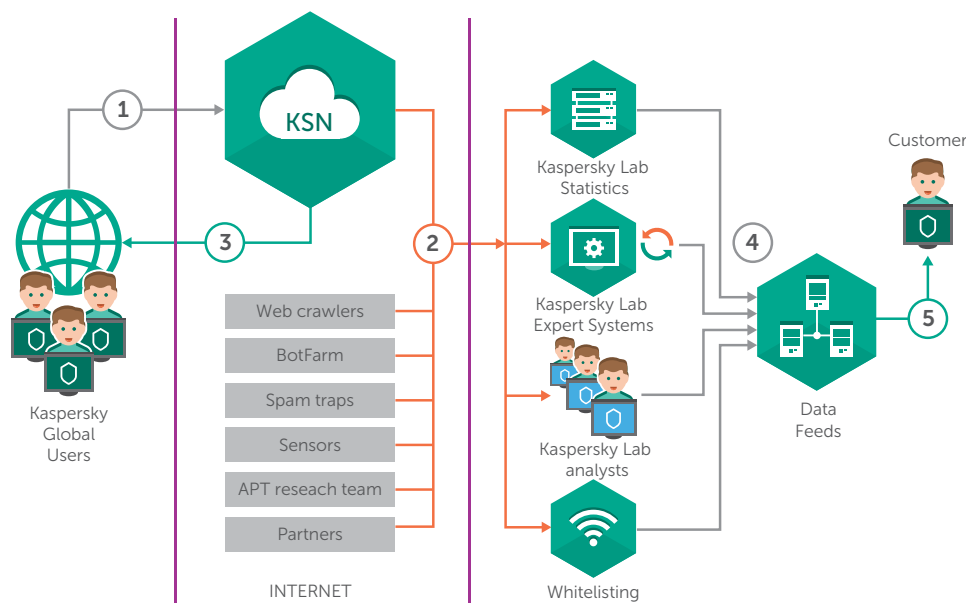 1
KSN
3
2
Web crawlers
BotFarm
Spam traps
Sensors
APT reseach team
Partners
INTERNET
Kaspersky
Global
Users
Kaspersky Lab
Statistics
Kaspersky Lab
Expert Systems
Kaspersky Lab
analysts
Whitelisting
4
Data
Feeds
Customer
5